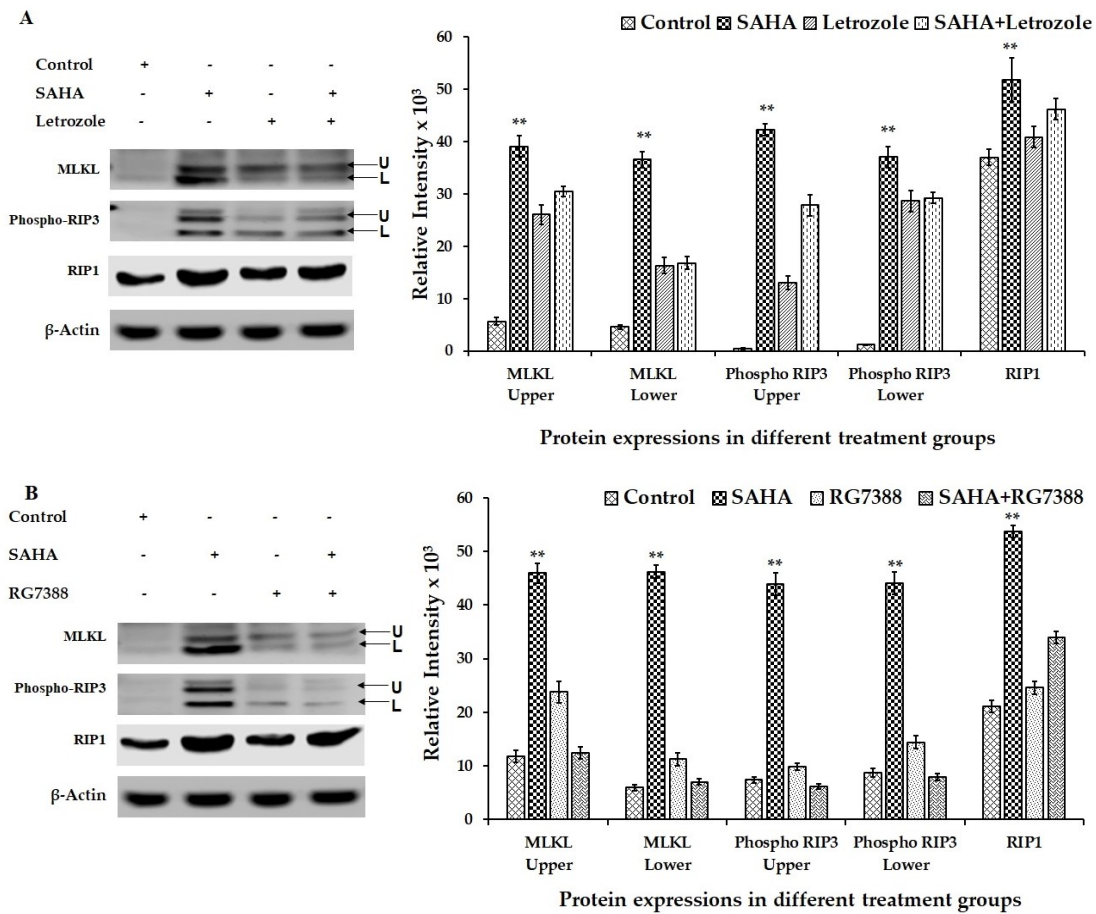 A
Control + - - -
SAHA - + - +
Letrozole - - + +
MLKL
U
L
Phospho-RIP3
U
L
RIP1
β-Actin
Control SAHA Letrozole SAHA+Letrozole
Relative Intensity x 10³
60
50
40
30
20
10
0
** ** ** ** **
MLKL Upper
MLKL Lower
Phospho RIP3 Upper
Phospho RIP3 Lower
RIP1
Protein expressions in different treatment groups
B
Control + - - -
SAHA - + - +
RG7388 - - + +
MLKL
U
L
Phospho-RIP3
U
L
RIP1
β-Actin
Control SAHA RG7388 SAHA+RG7388
Relative Intensity x 10³
60
50
40
30
20
10
0
** ** ** ** **
MLKL Upper
MLKL Lower
Phospho RIP3 Upper
Phospho RIP3 Lower
RIP1
Protein expressions in different treatment groups